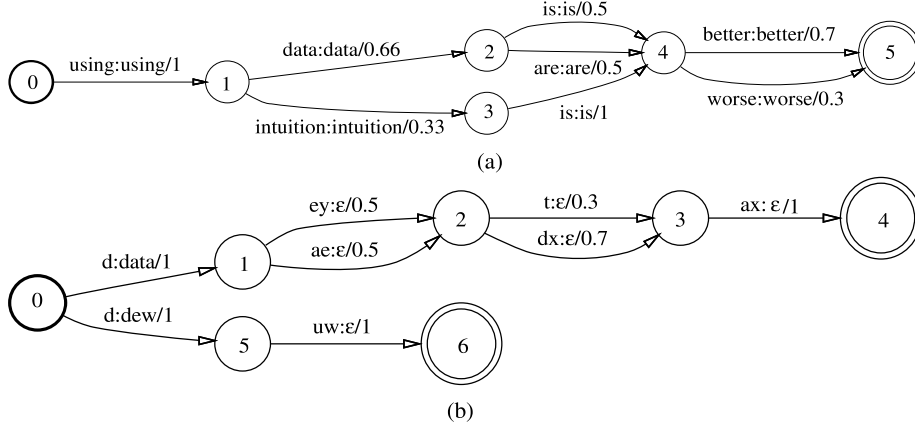 is:is/0.5
better:better/0.7
using:using/1
data:data/0.66
0
1
2
4
5
are:are/0.5
3
intuition:intuition/0.33
is:is/1
worse:worse/0.3
(a)
ey:ε/0.5
t:ε/0.3
ax: ε/1
2
3
4
d:data/1
1
ae:ε/0.5
dx:ε/0.7
0
d:dew/1
uw:ε/1
5
6
(b)